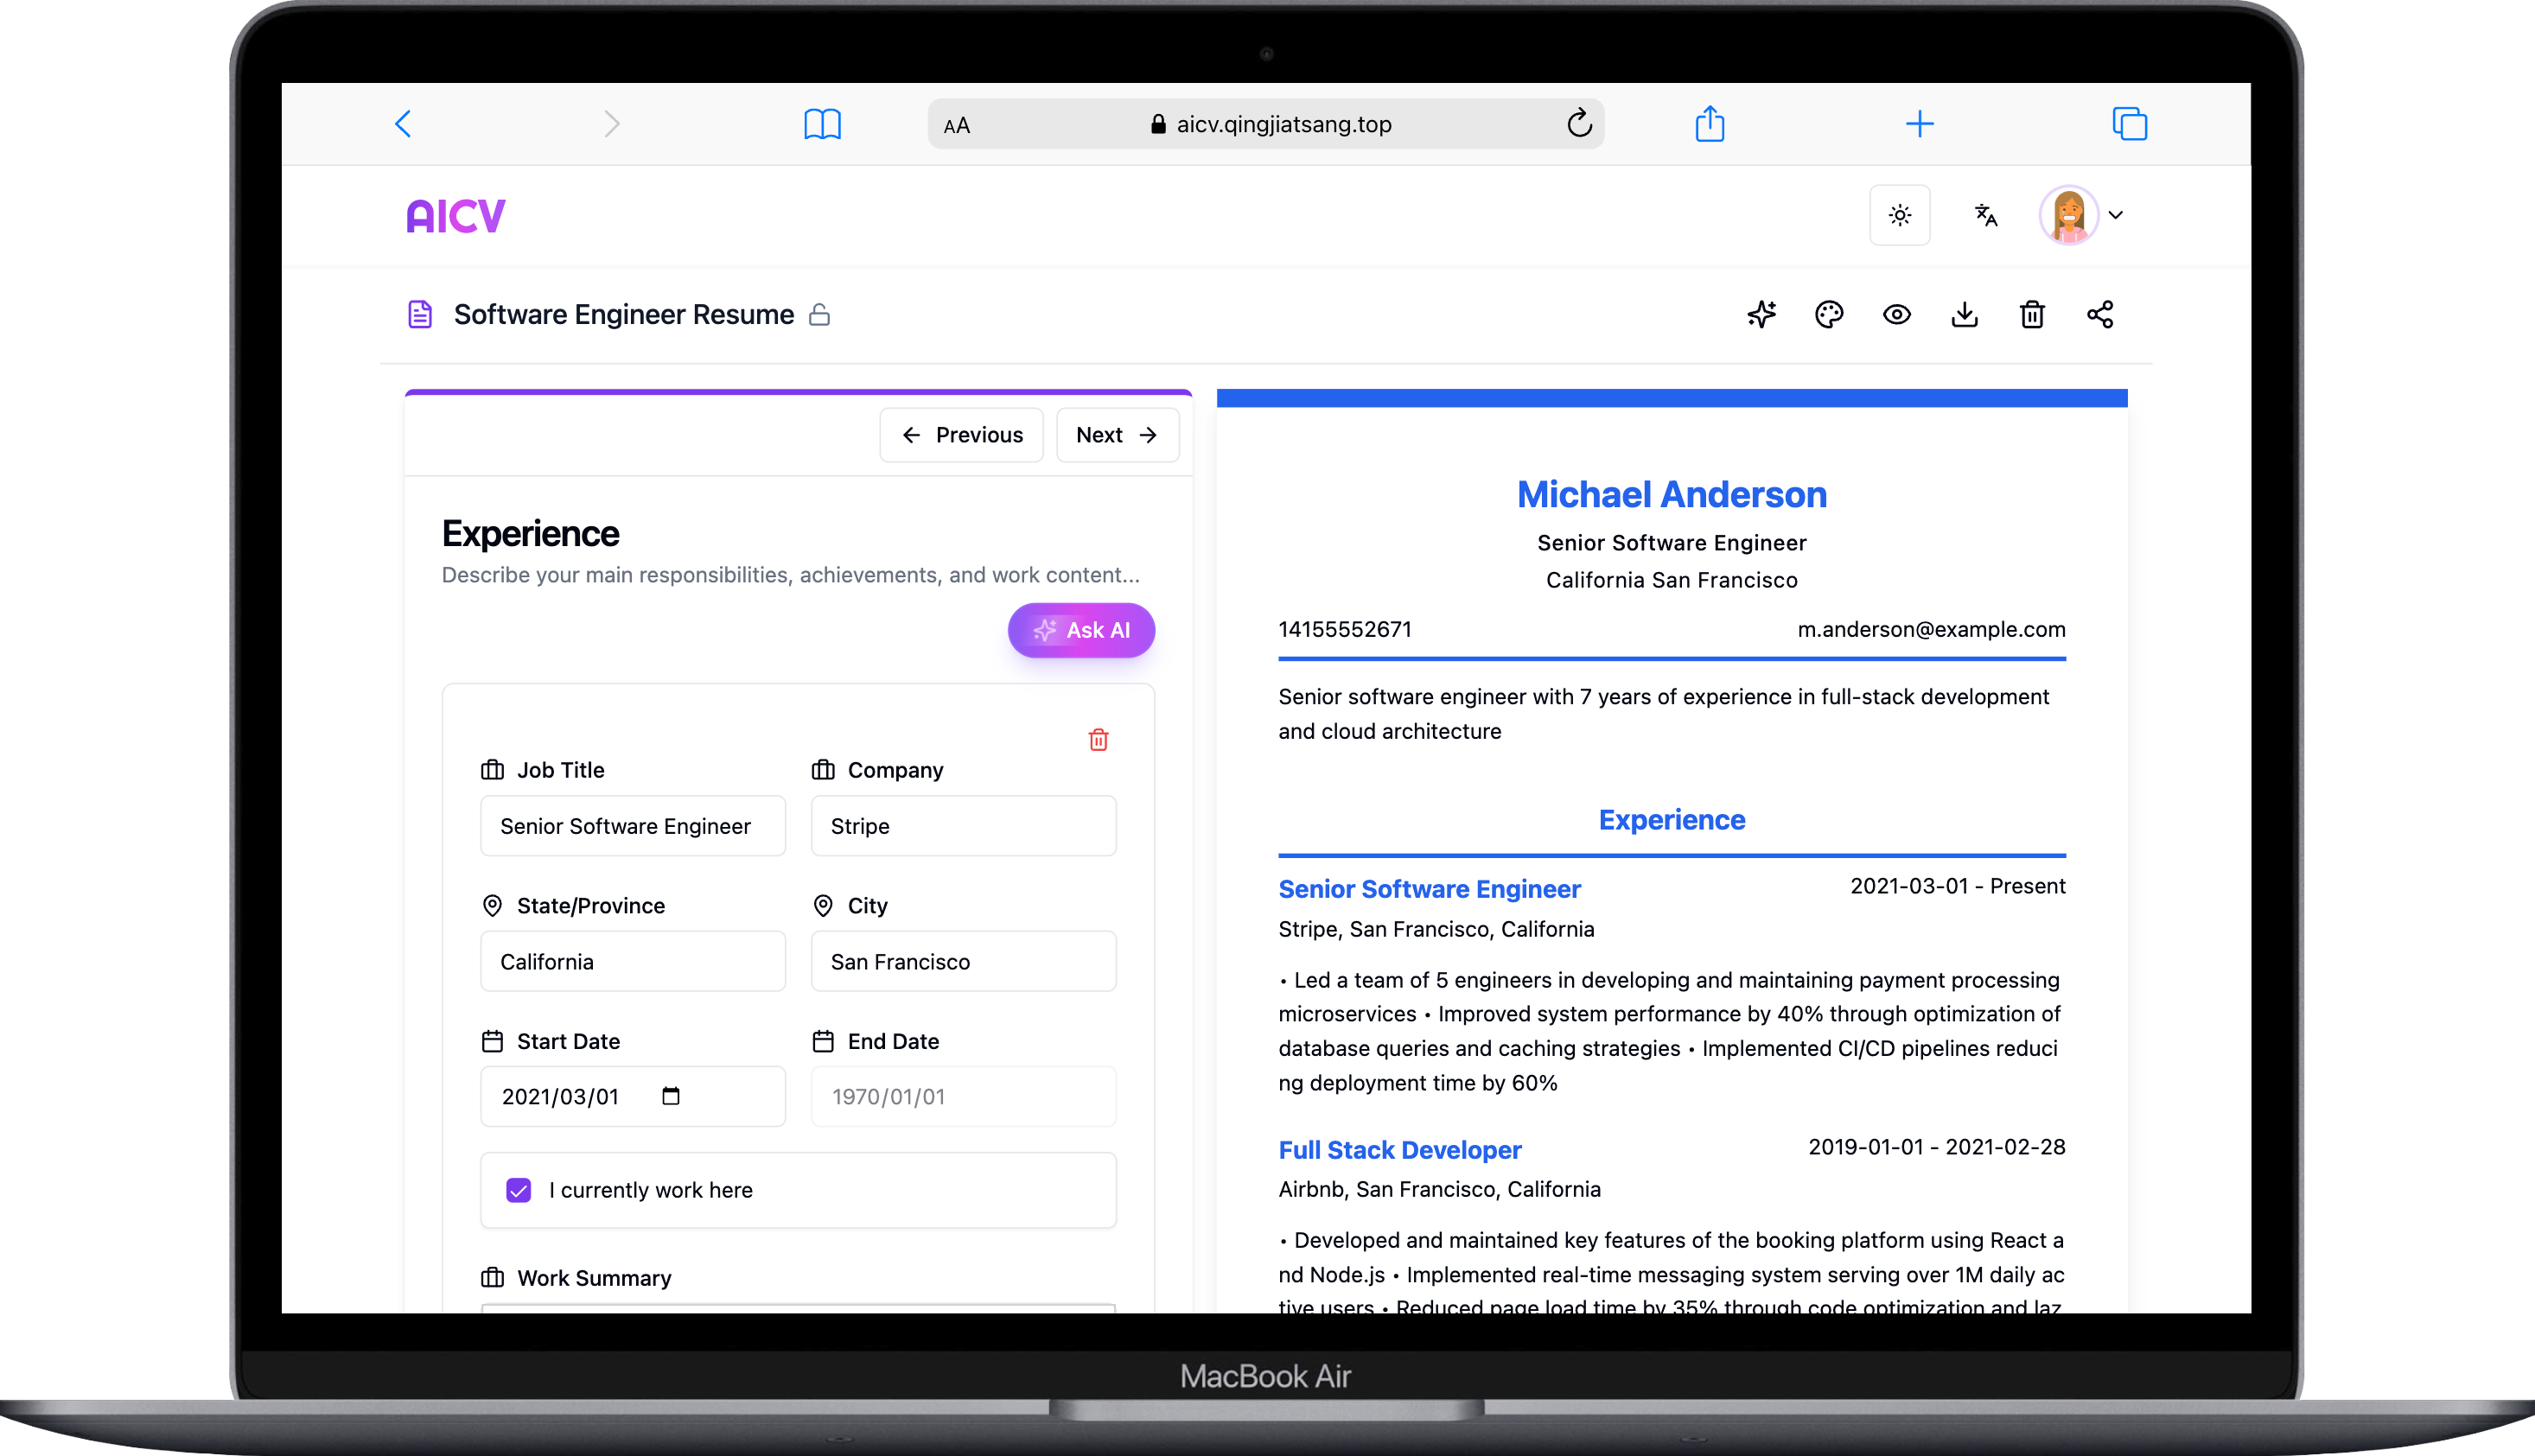 AA aicv.qingjiatsang.top
AICV
Software Engineer Resume
Previous Next
Experience
Describe your main responsibilities, achievements, and work content...
Ask AI
Job Title Company
Senior Software Engineer Stripe
State/Province City
California San Francisco
Start Date End Date
2021/03/01 1970/01/01
I currently work here
Work Summary
Michael Anderson
Senior Software Engineer
California San Francisco
14155552671 m.anderson@example.com
Senior software engineer with 7 years of experience in full-stack development
and cloud architecture
Experience
Senior Software Engineer 2021-03-01 - Present
Stripe, San Francisco, California
• Led a team of 5 engineers in developing and maintaining payment processing
microservices • Improved system performance by 40% through optimization of
database queries and caching strategies • Implemented CI/CD pipelines reduci
ng deployment time by 60%
Full Stack Developer 2019-01-01 - 2021-02-28
Airbnb, San Francisco, California
• Developed and maintained key features of the booking platform using React a
nd Node.js • Implemented real-time messaging system serving over 1M daily ac
tive users • Reduced page load time by 35% through code optimization and laz
MacBook Air